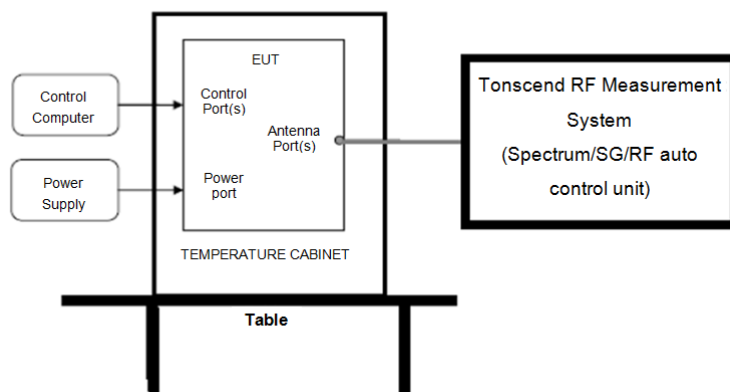 EUT
Control
Computer
Control
Port(s)
Antenna
Port(s)
Power
Supply
Power
port
TEMPERATURE CABINET
Table
Tonscend RF Measurement
System
(Spectrum/SG/RF auto
control unit)